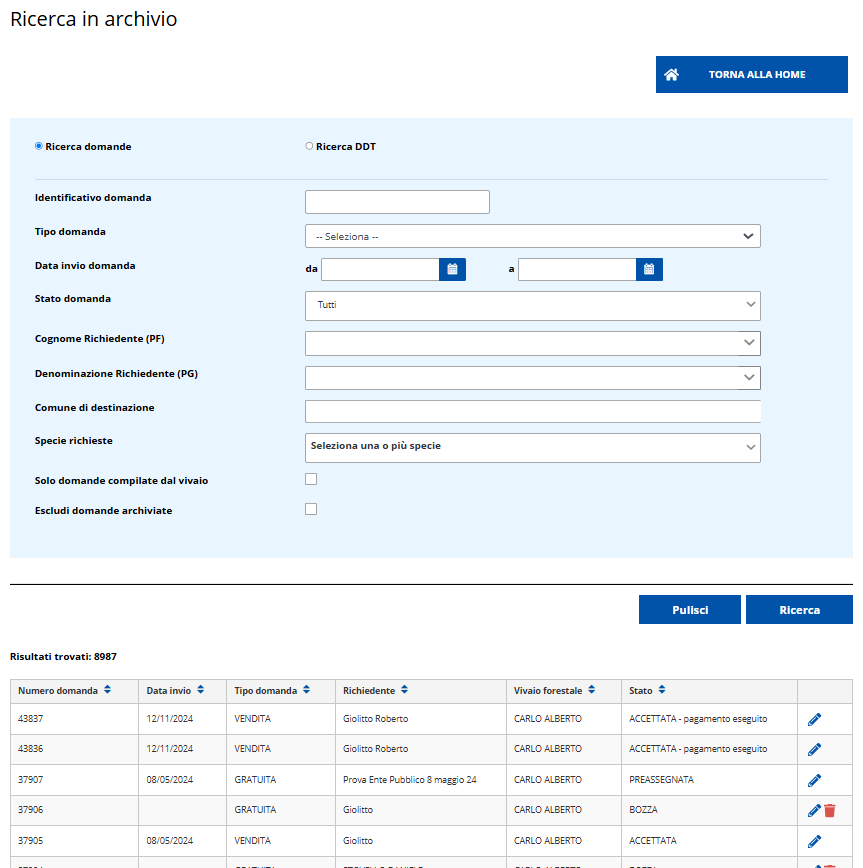 Ricerca in archivio
TORNA ALLA HOME
Ricerca domande Ricerca DDT
Identificativo domanda
Tipo domanda -- Seleziona --
Data invio domanda da a
Stato domanda Tutti
Cognome Richiedente (PF)
Denominazione Richiedente (PG)
Comune di destinazione
Specie richieste Seleziona una o più specie
Solo domande compilate dal vivaio
Escludi domande archiviate
Pulisci Ricerca
Risultati trovati: 8987
Numero domanda Data invio Tipo domanda Richiedente Vivaio forestale Stato
43837 12/11/2024 VENDITA Giolitto Roberto CARLO ALBERTO ACCETTATA - pagamento eseguito
43836 12/11/2024 VENDITA Giolitto Roberto CARLO ALBERTO ACCETTATA - pagamento eseguito
37907 08/05/2024 GRATUITA Prova Ente Pubblico 8 maggio 24 CARLO ALBERTO PREASSEGNATA
37906 GRATUITA Giolitto CARLO ALBERTO BOZZA
37905 08/05/2024 VENDITA Giolitto CARLO ALBERTO ACCETTATA